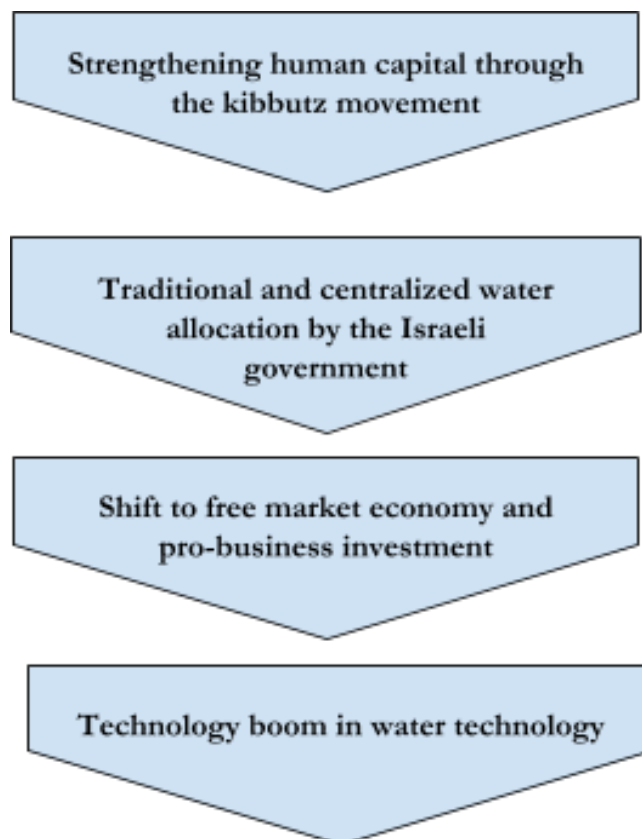 Strengthening human capital through
the kibbutz movement
Traditional and centralized water
allocation by the Israeli
government
Shift to free market economy and
pro-business investment
Technology boom in water technology